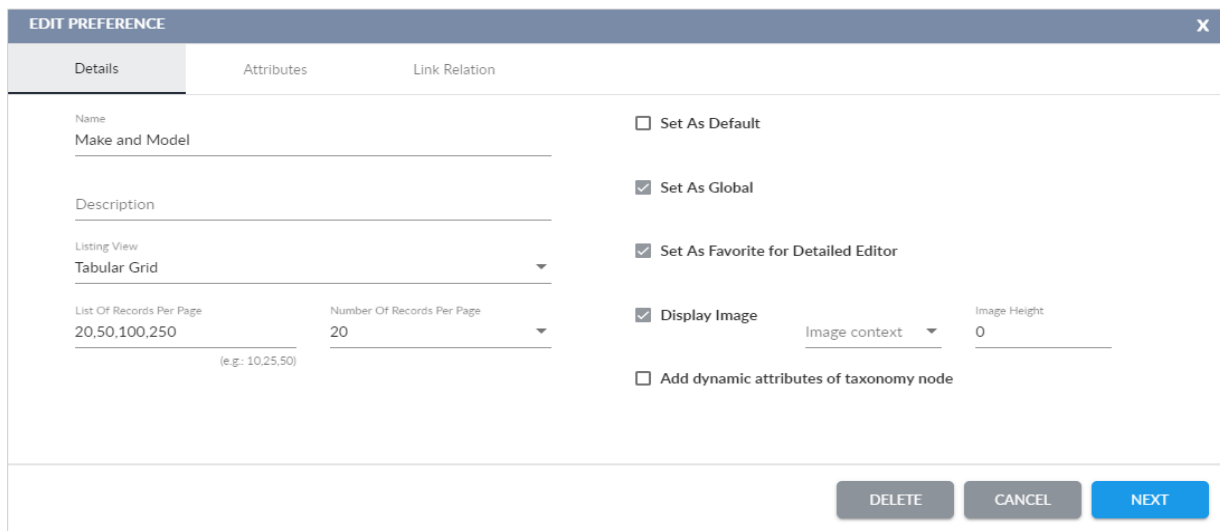 EDIT PREFERENCE X
Details Attributes Link Relation
Name
Make and Model
Description
Listing View
Tabular Grid
List Of Records Per Page Number Of Records Per Page
20,50,100,250 20
(e.g.: 10,25,50)
Set As Default
Set As Global
Set As Favorite for Detailed Editor
Display Image Image context Image Height
0
Add dynamic attributes of taxonomy node
DELETE CANCEL NEXT